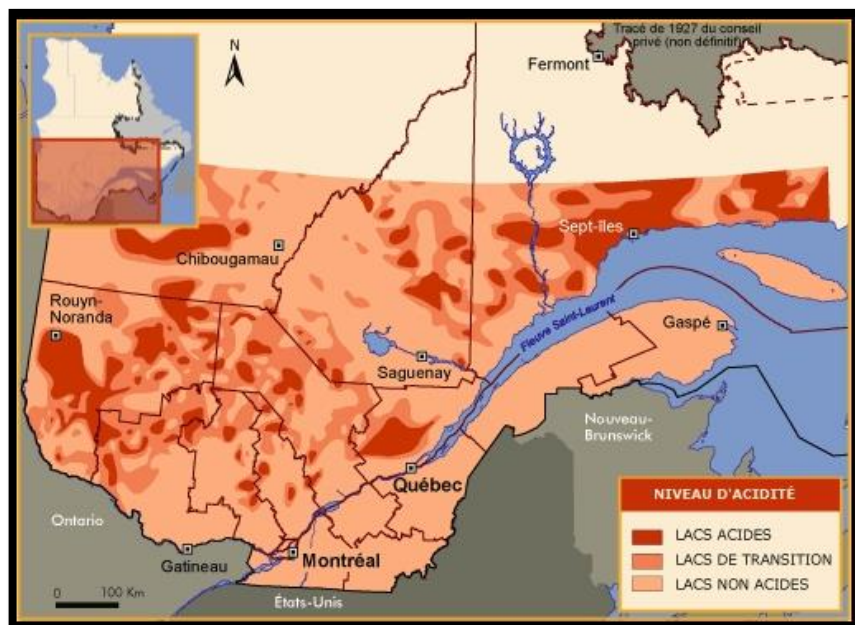 Tracé de 1927 du conseil
privé (non définitif)
N
Fermont
Sept-îles
Chibougamau
Rouyn-
Noranda
Fleuve Saint-Laurent
Gaspé
Saguenay
Nouveau-
Brunswick
Québec
NIVEAU D'ACIDITÉ
LACS ACIDES
LACS DE TRANSITION
LACS NON ACIDES
Ontario
Gatineau
Montréal
0 100 Km
États-Unis